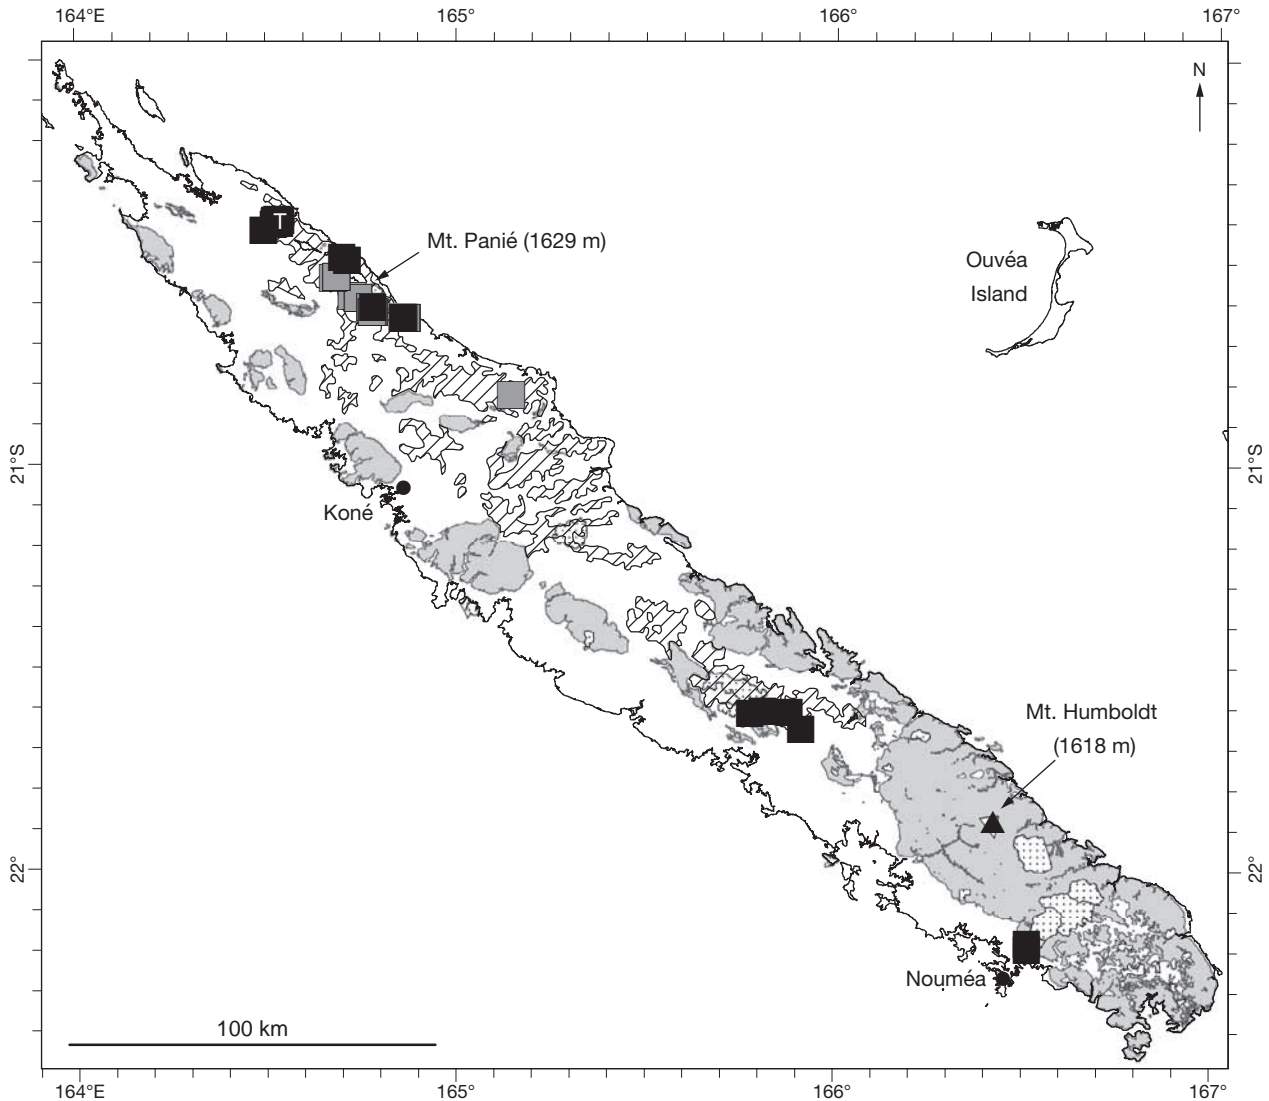 164°E
165°
166°
167°
N
T
Mt. Panié (1629 m)
Ouvéa
Island
21°S
21°S
Koné
Mt. Humboldt
(1618 m)
22°
22°
Nouméa
100 km
164°E
165°
166°
167°